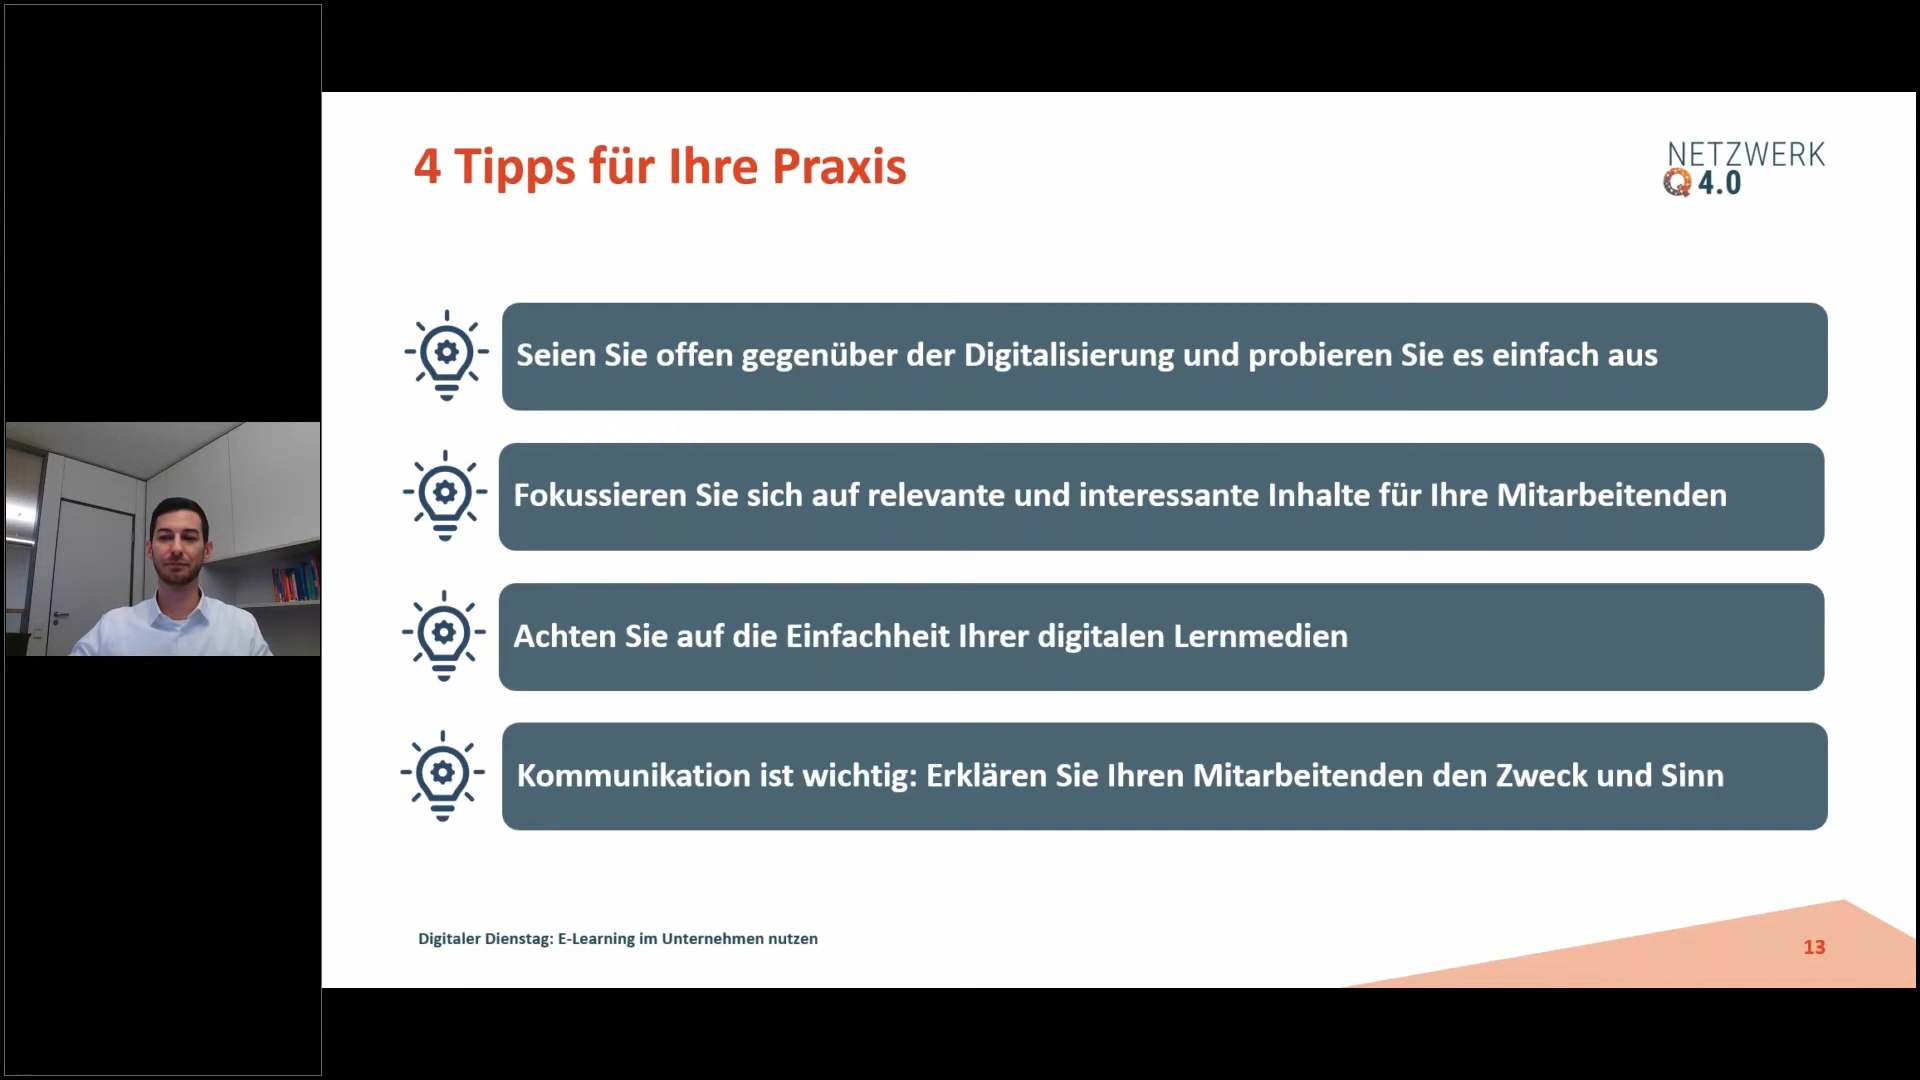 4 Tipps für Ihre Praxis
NETZWERK
Q 4.0
Seien Sie offen gegenüber der Digitalisierung und probieren Sie es einfach aus
Fokussieren Sie sich auf relevante und interessante Inhalte für Ihre Mitarbeitenden
Achten Sie auf die Einfachheit Ihrer digitalen Lernmedien
Kommunikation ist wichtig: Erklären Sie Ihren Mitarbeitenden den Zweck und Sinn
Digitaler Dienstag: E-Learning im Unternehmen nutzen
13